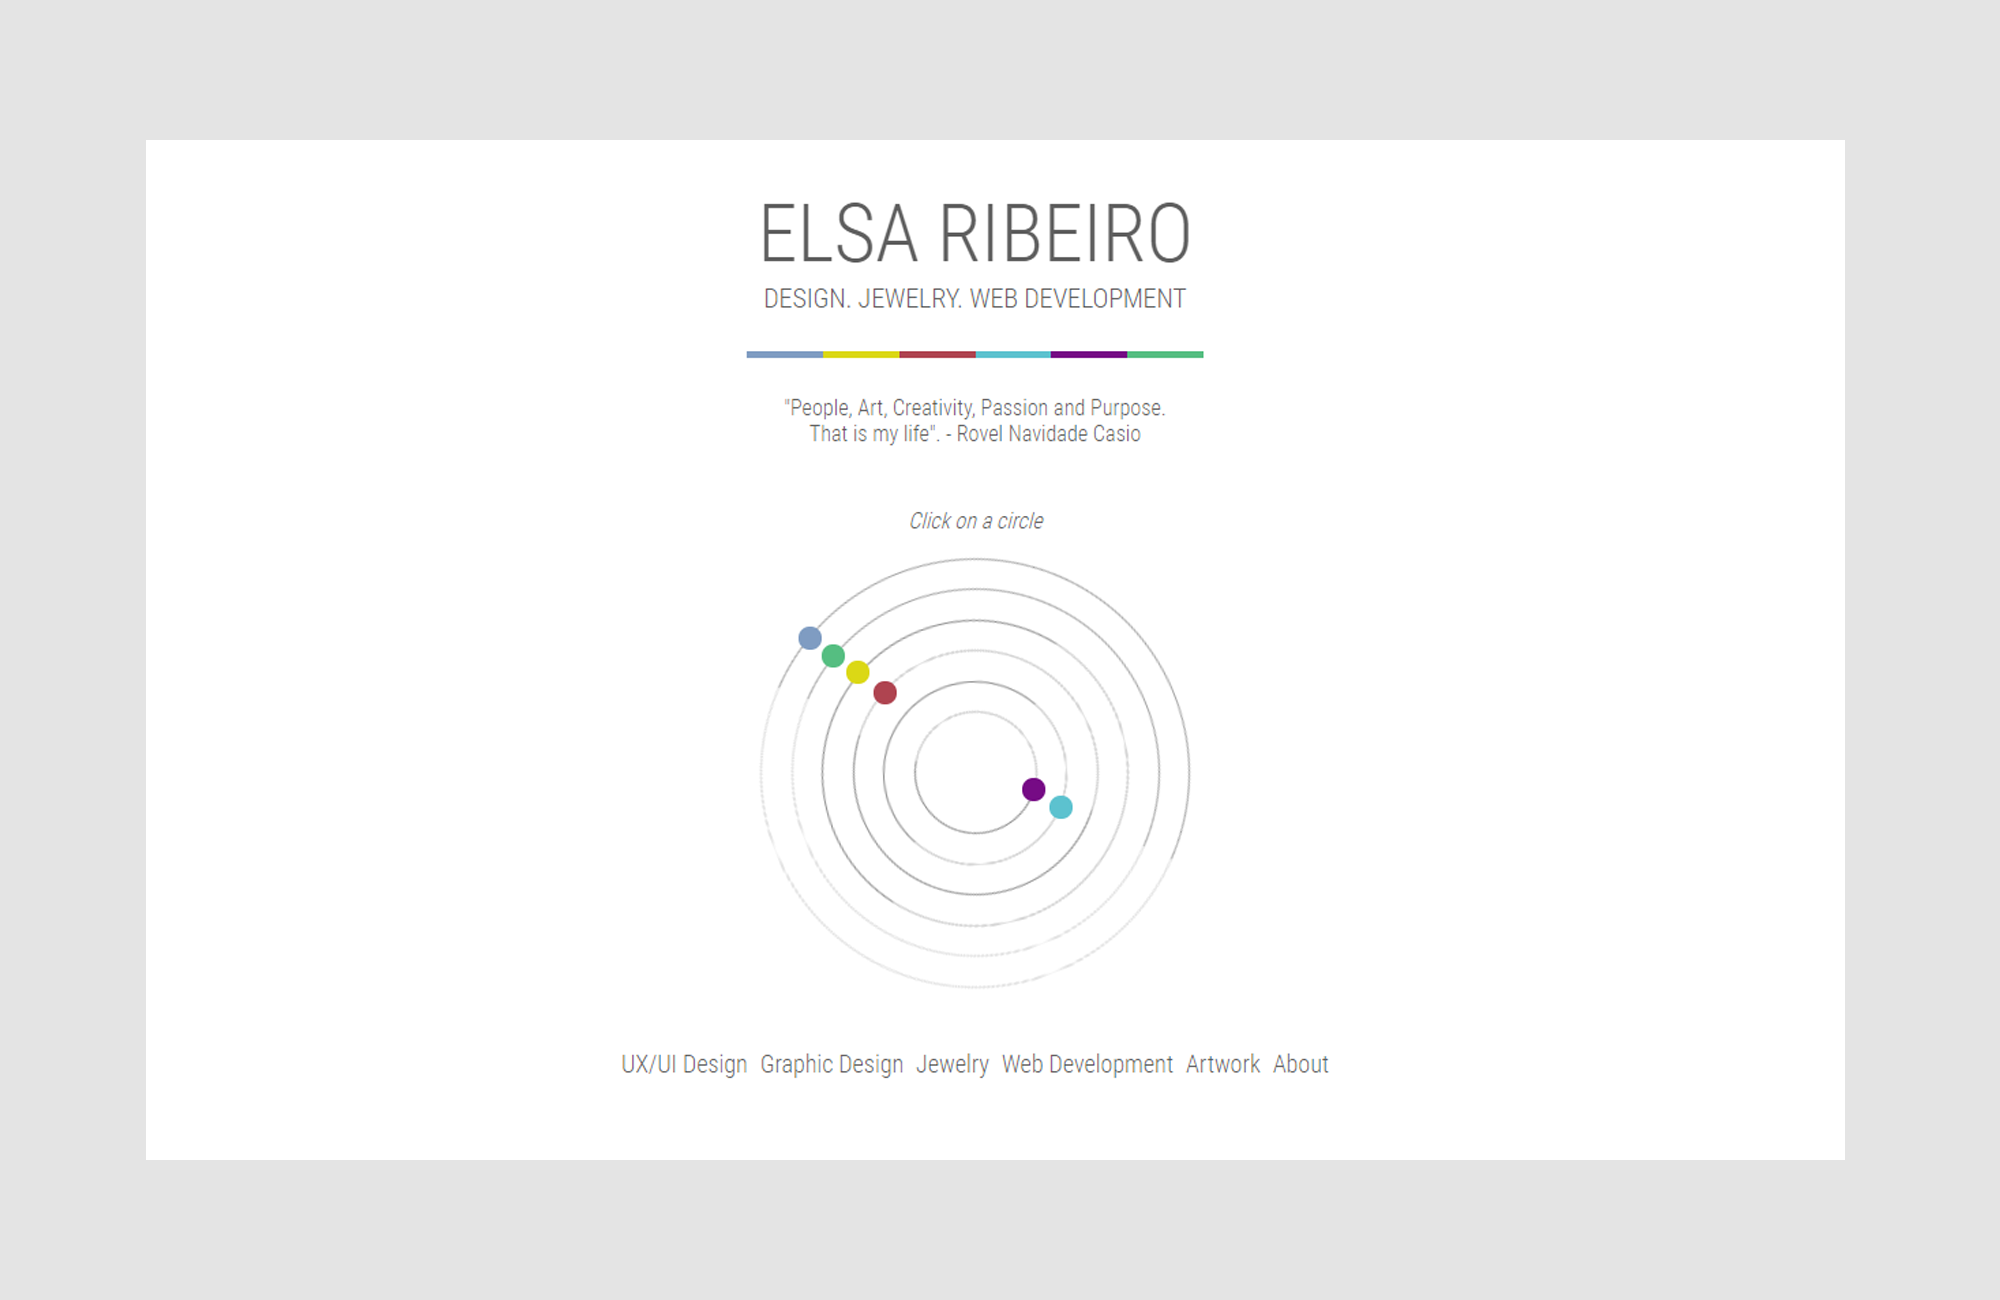 ELSA RIBEIRO
DESIGN. JEWELRY. WEB DEVELOPMENT
"People, Art, Creativity, Passion and Purpose.
That is my life". - Rovel Navidade Casio
Click on a circle
UX/UI Design Graphic Design Jewelry Web Development Artwork About